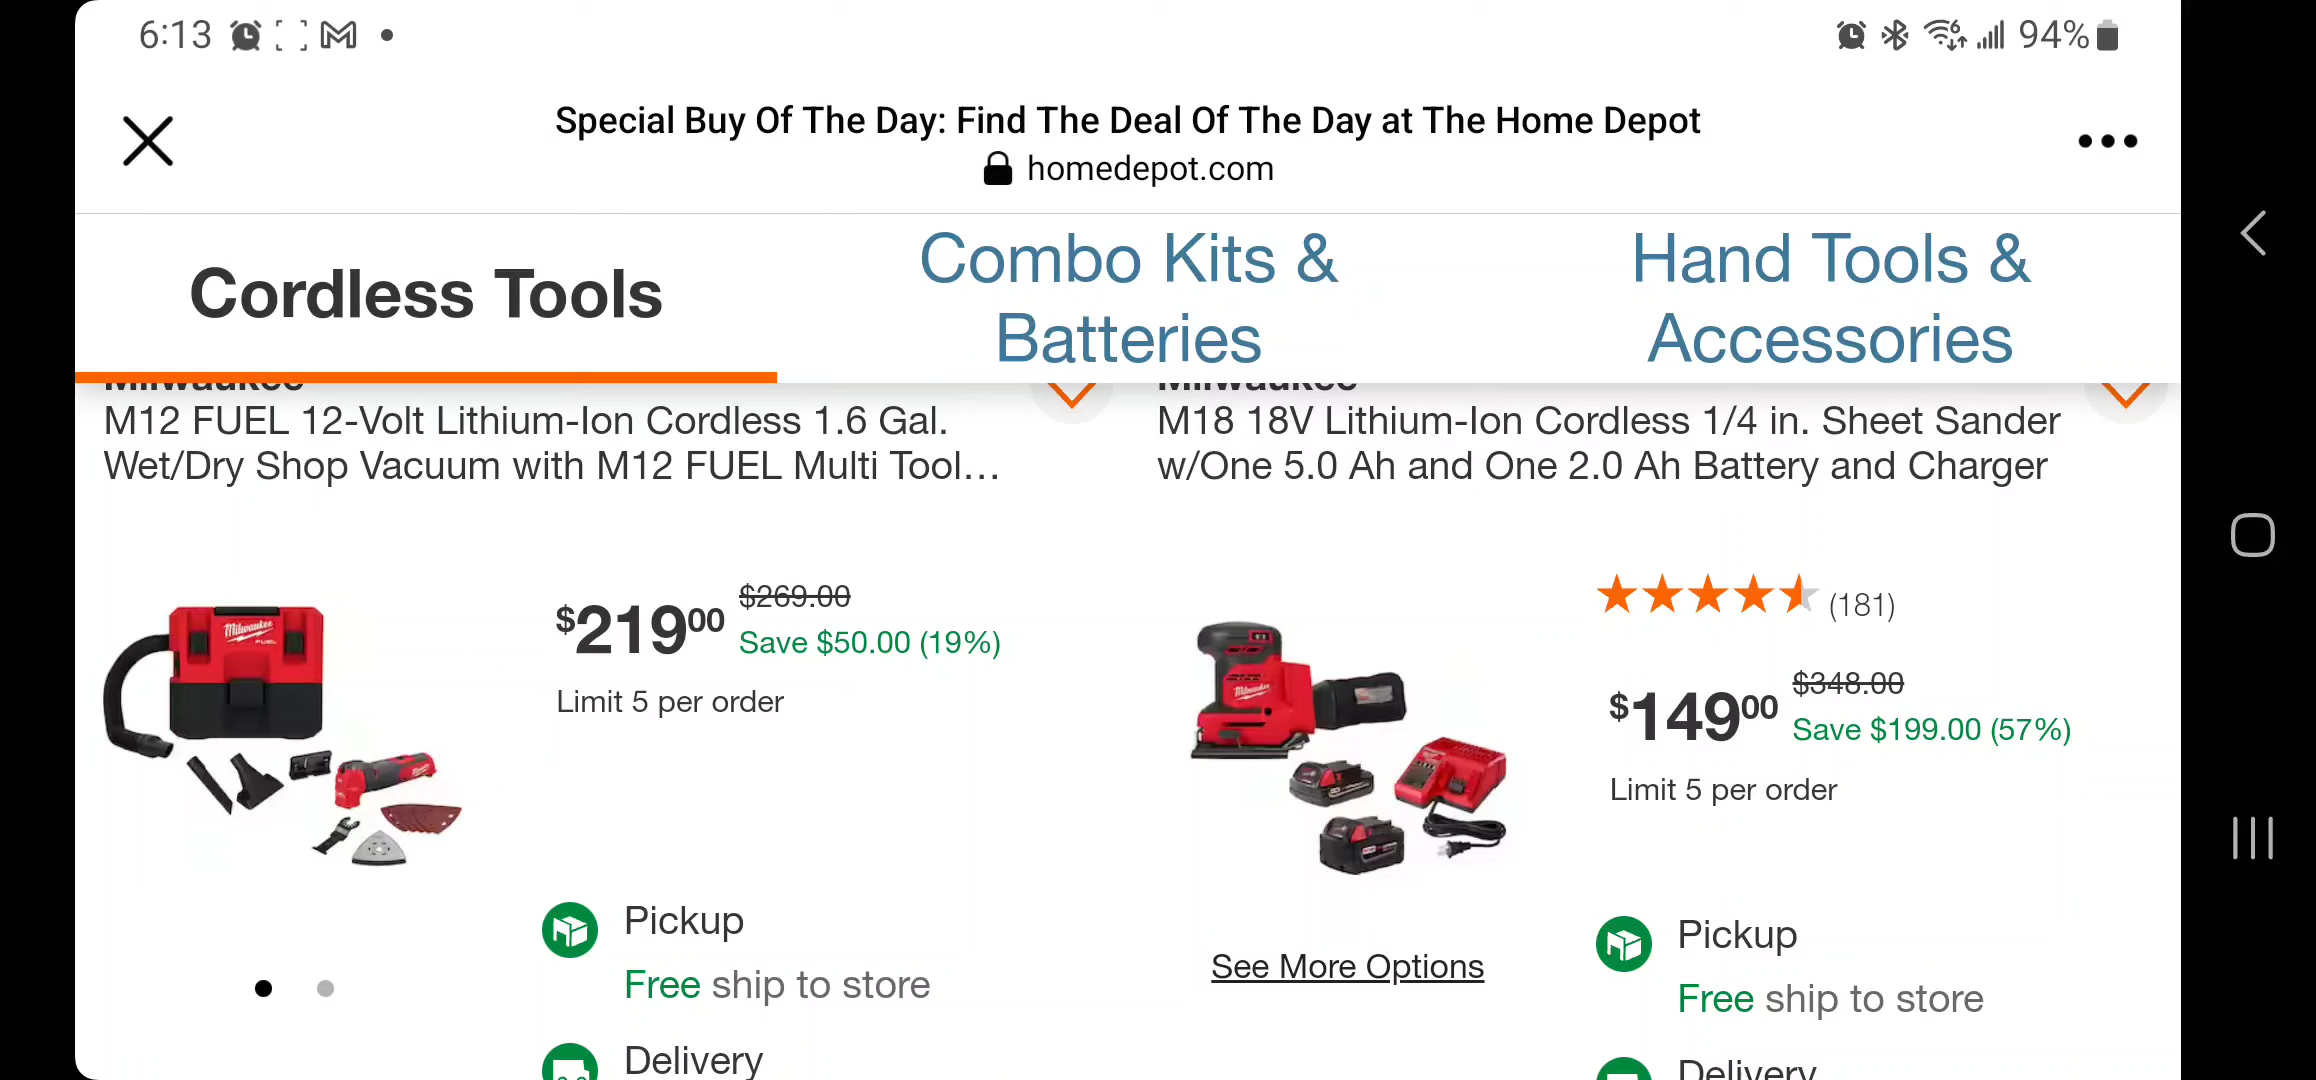 6:13
94%
Special Buy Of The Day: Find The Deal Of The Day at The Home Depot
homedepot.com
Cordless Tools
Combo Kits &
Batteries
Hand Tools &
Accessories
Milwaukee
M12 FUEL 12-Volt Lithium-Ion Cordless 1.6 Gal.
Wet/Dry Shop Vacuum with M12 FUEL Multi Tool...
Milwaukee
FUEL
$21900
$269.00
Save $50.00 (19%)
Limit 5 per order
Pickup
Free ship to store
Delivery
Milwaukee
M18 18V Lithium-Ion Cordless 1/4 in. Sheet Sander
w/One 5.0 Ah and One 2.0 Ah Battery and Charger
Milwaukee
(181)
$14900
$348.00
Save $199.00 (57%)
Limit 5 per order
See More Options
Pickup
Free ship to store
Delivery